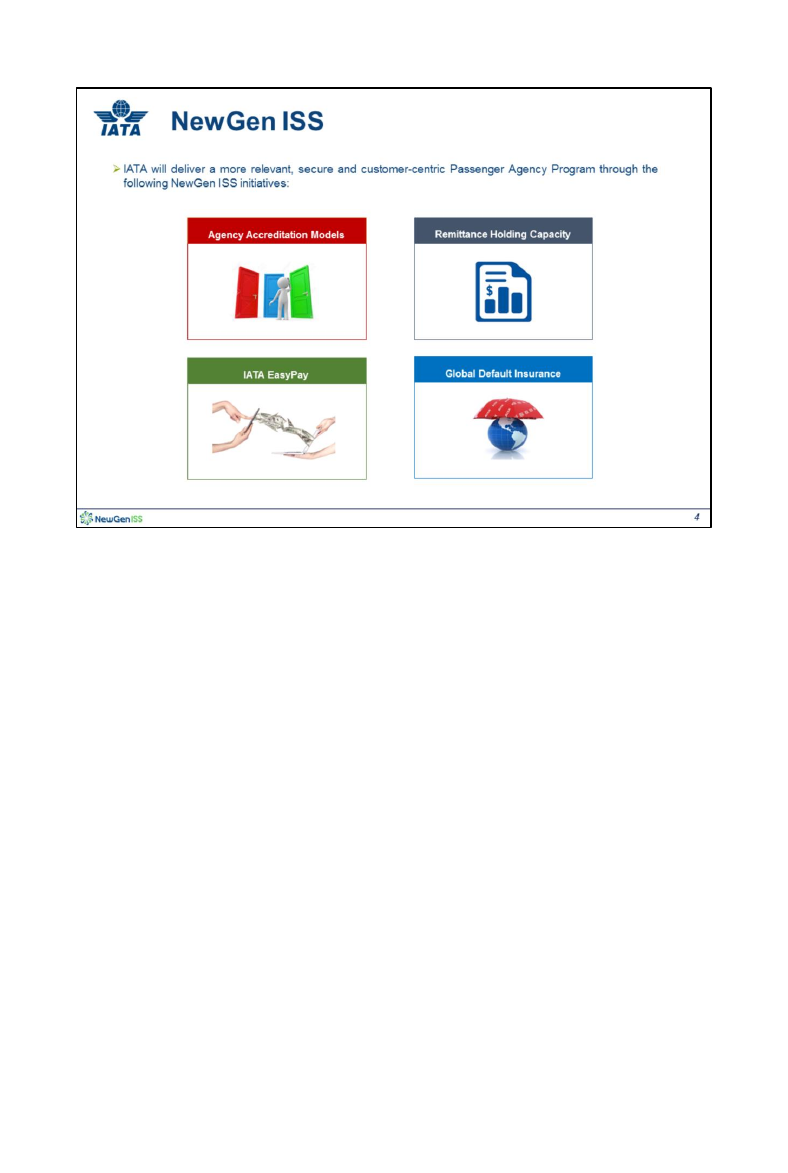 IATA
NewGen ISS
➢ IATA will deliver a more relevant, secure and customer-centric Passenger Agency Program through the
following NewGen ISS initiatives:
Agency Accreditation Models
Remittance Holding Capacity
$
IATA EasyPay
Global Default Insurance
NewGen ISS
4